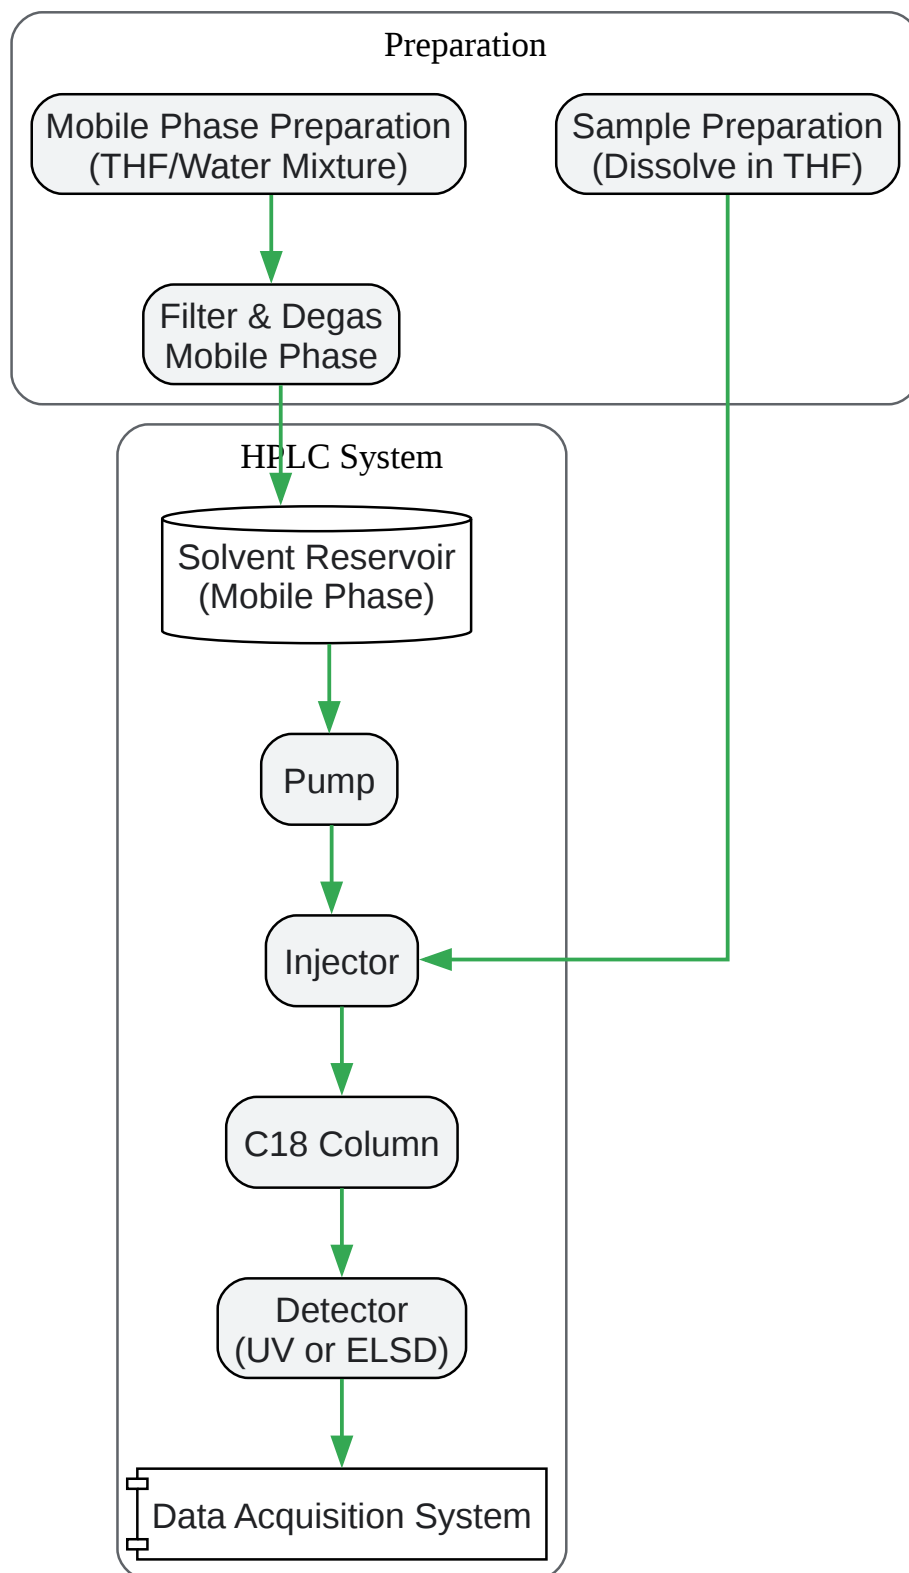 Preparation
Mobile Phase Preparation
(THF/Water Mixture)
Sample Preparation
(Dissolve in THF)
Filter & Degas
Mobile Phase
HPLC System
Solvent Reservoir
(Mobile Phase)
Pump
Injector
C18 Column
Detector
(UV or ELSD)
Data Acquisition System